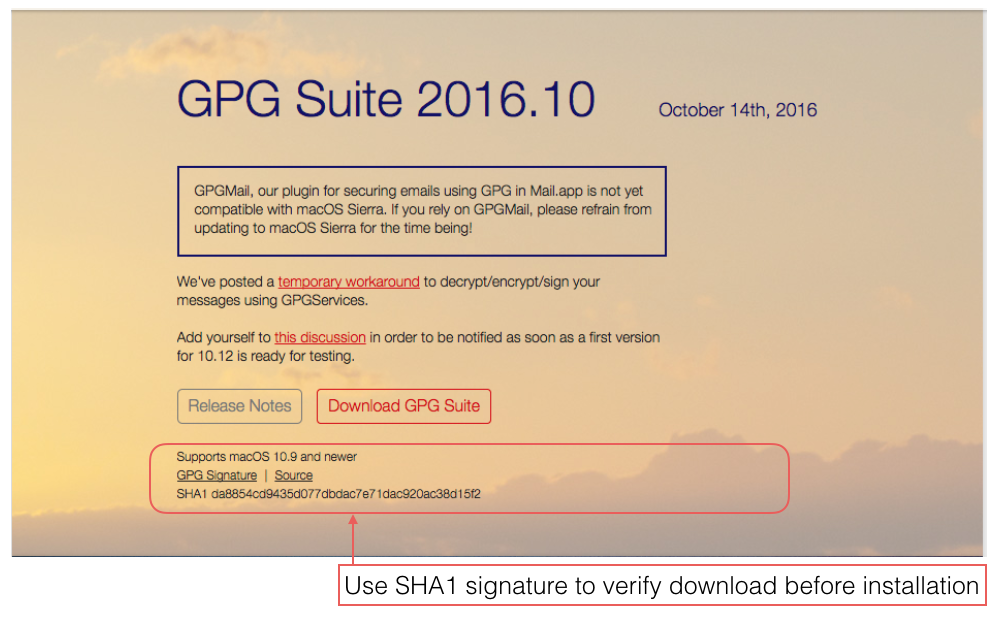 GPG Suite 2016.10
October 14th, 2016
GPGMail, our plugin for securing emails using GPG in Mail.app is not yet
compatible with macOS Sierra. If you rely on GPGMail, please refrain from
updating to macOS Sierra for the time being!
We've posted a temporary workaround to decrypt/encrypt/sign your
messages using GPGServices.
Add yourself to this discussion in order to be notified as soon as a first version
for 10.12 is ready for testing.
Release Notes
Download GPG Suite
Supports macOS 10.9 and newer
GPG Signature | Source
SHA1 da8854cd9435d077dbdac7e71dac920ac38d15f2
Use SHA1 signature to verify download before installation